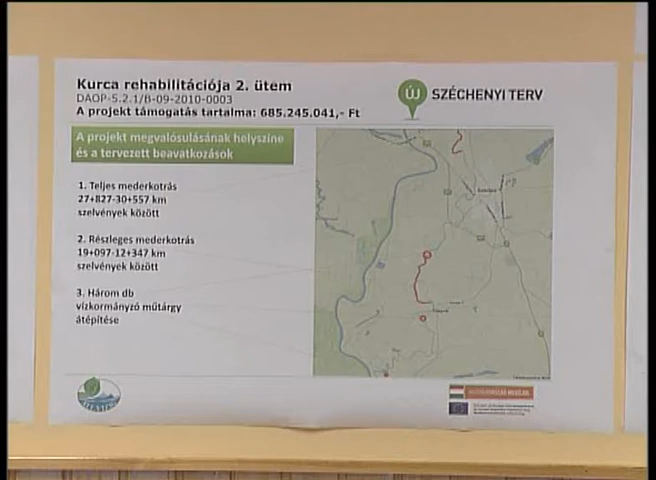 Kurca rehabilitációja 2. ütem
DAOP-5.2.1/B-09-2010-0003
A projekt támogatás tartalma: 685.245.041,- Ft
ÚJ SZÉCHENYI TERV
A projekt megvalósulásának helyszíne
és a tervezett beavatkozások
1. Teljes mederkotrás
27+827-30+557 km
szelvények között
2. Részleges mederkotrás
19+097-12+347 km
szelvények között
3. Három db
vízkormányzó műtárgy
átépítése